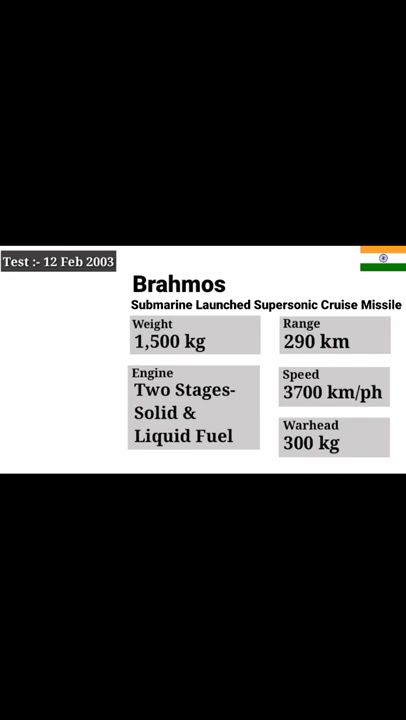 Test :- 12 Feb 2003
Brahmos
Submarine Launched Supersonic Cruise Missile
Weight
1,500 kg
Range
290 km
Engine
Two Stages-
Solid &
Liquid Fuel
Speed
3700 km/ph
Warhead
300 kg